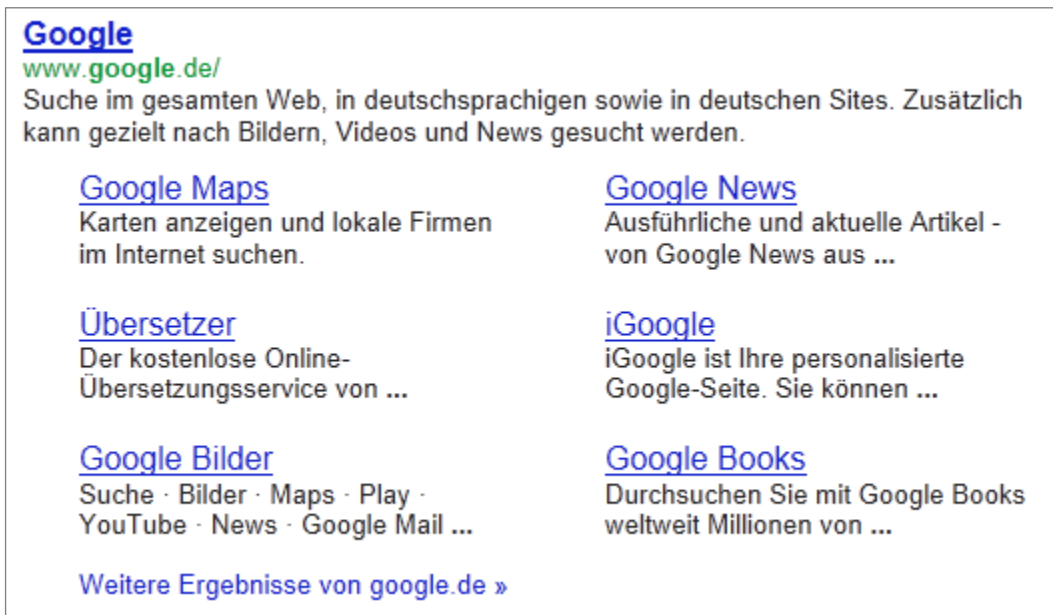 Google
www.google.de/
Suche im gesamten Web, in deutschsprachigen sowie in deutschen Sites. Zusätzlich
kann gezielt nach Bildern, Videos und News gesucht werden.
Google Maps
Karten anzeigen und lokale Firmen
im Internet suchen.
Google News
Ausführliche und aktuelle Artikel -
von Google News aus ...
Übersetzer
Der kostenlose Online-
Übersetzungsservice von ...
iGoogle
iGoogle ist Ihre personalisierte
Google-Seite. Sie können ...
Google Bilder
Suche · Bilder · Maps · Play ·
YouTube · News · Google Mail ...
Google Books
Durchsuchen Sie mit Google Books
weltweit Millionen von ...
Weitere Ergebnisse von google.de »